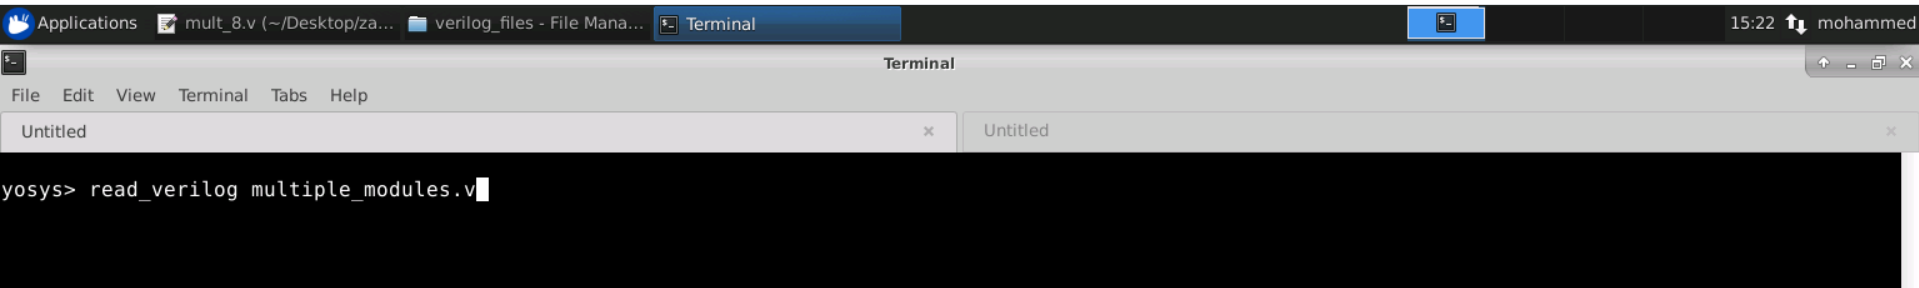 Applications mult_8.v (~/Desktop/za... verilog_files - File Mana... Terminal 15:22 mohammed
Terminal
File Edit View Terminal Tabs Help
Untitled Untitled
yosys> read_verilog multiple_modules.v